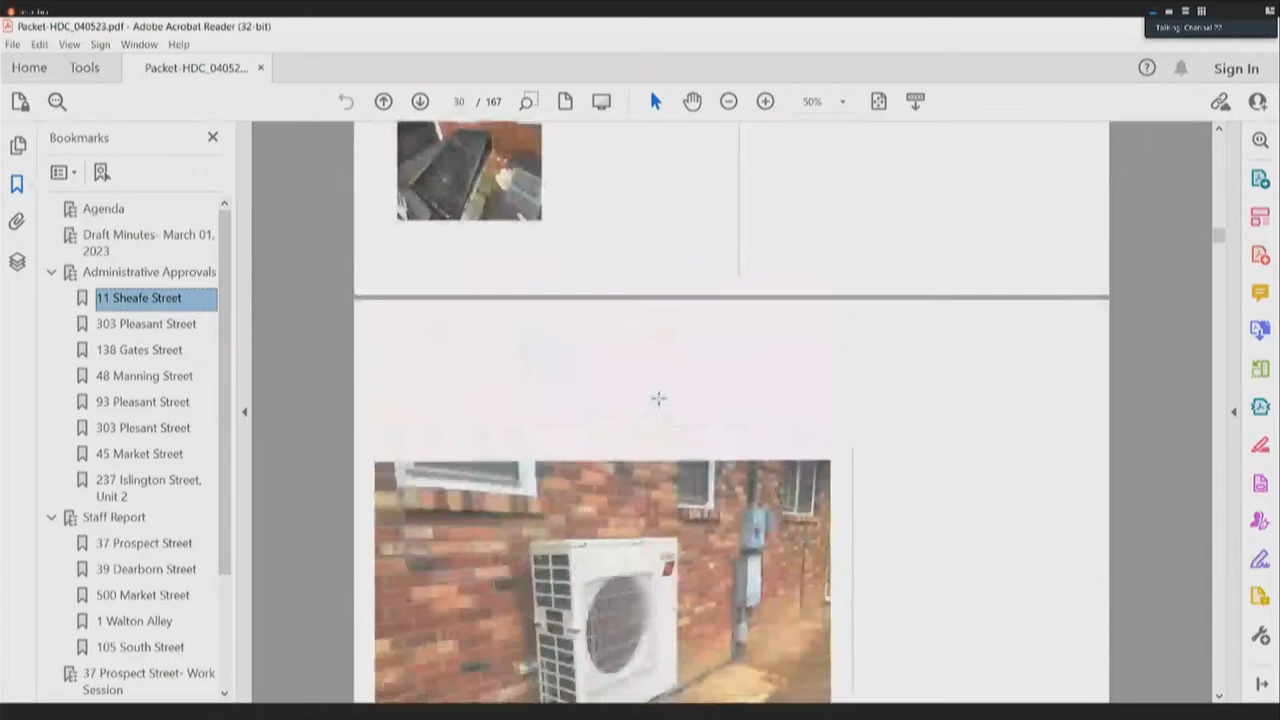 Packet-HDC_040523.pdf - Adobe Acrobat Reader (32-bit)
Talking: Channel 22
File Edit View Sign Window Help
Home Tools Packet-HDC_04052... ×
Sign In
30 / 167
50%
Bookmarks
Agenda
Draft Minutes- March 01,
2023
Administrative Approvals
11 Sheafe Street
303 Pleasant Street
138 Gates Street
48 Manning Street
93 Pleasant Street
303 Plesant Street
45 Market Street
237 Islington Street,
Unit 2
Staff Report
37 Prospect Street
39 Dearborn Street
500 Market Street
1 Walton Alley
105 South Street
37 Prospect Street- Work
Session